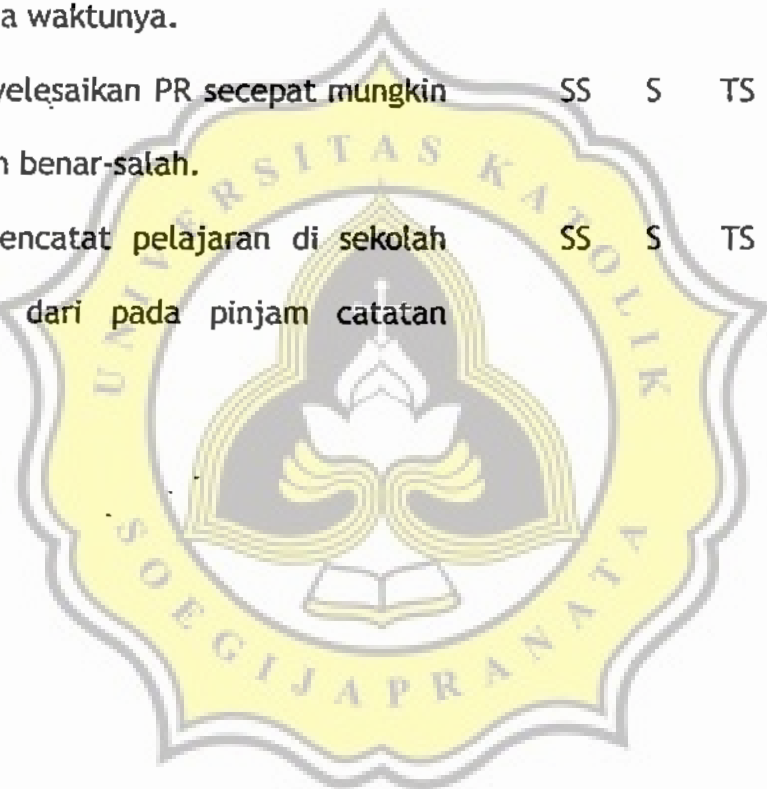 a waktunya.
yelesaikan PR secepat mungkin SS S TS
n benar-salah.
encatat pelajaran di sekolah SS S TS
dari pada pinjam catatan
UNIVERSITAS KATOLIK
SOEGIJAPRANATA